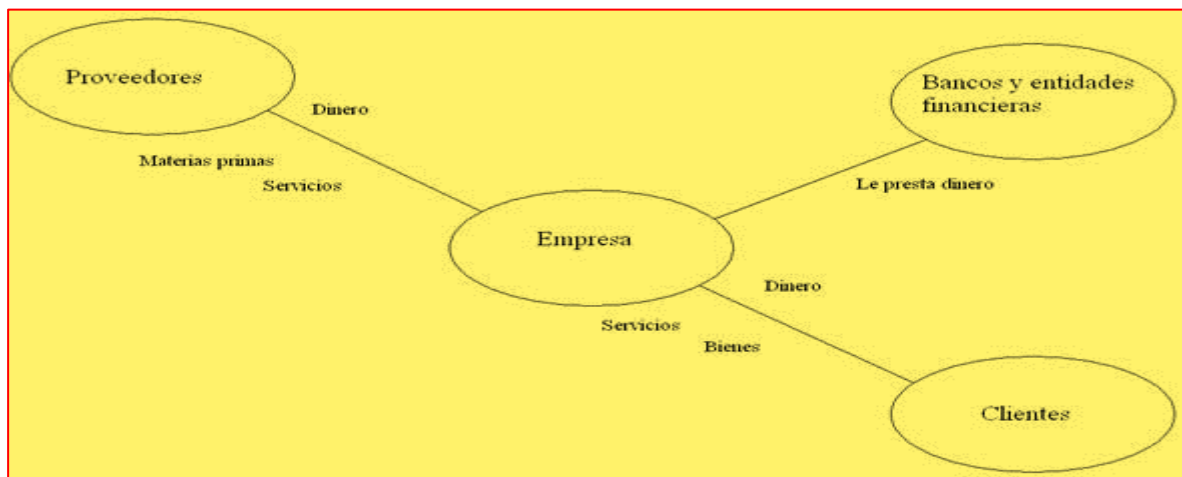 Proveedores
Bancos y entidades
financieras
Dinero
Materias primas
Servicios
Le presta dinero
Empresa
Dinero
Servicios
Bienes
Clientes